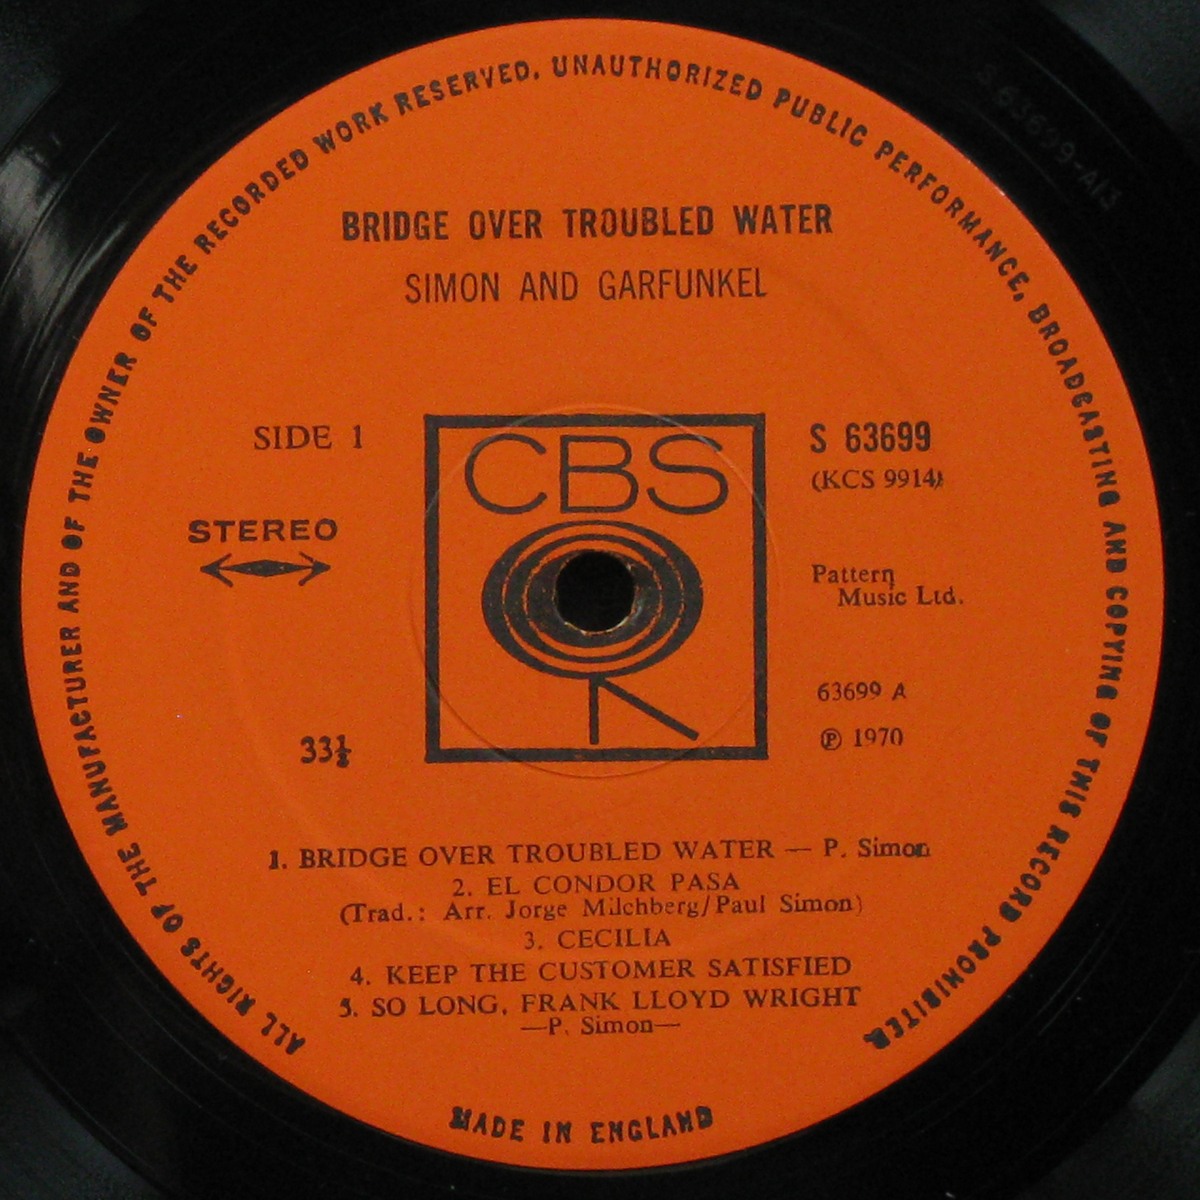 ALL RIGHTS OF THE MANUFACTURER AND OF THE OWNER OF THE RECORDED WORK RESERVED. UNAUTHORIZED PUBLIC PERFORMANCE, BROADCASTING AND COPYING OF THIS RECORD PROHIBITED.
BRIDGE OVER TROUBLED WATER
SIMON AND GARFUNKEL
SIDE 1
STEREO
33⅓
CBS
S 63699
(KCS 9914)
Pattern
Music Ltd.
63699 A
℗ 1970
1. BRIDGE OVER TROUBLED WATER — P. Simon
2. EL CONDOR PASA
(Trad.: Arr. Jorge Milchberg/Paul Simon)
3. CECILIA
4. KEEP THE CUSTOMER SATISFIED
5. SO LONG, FRANK LLOYD WRIGHT
—P. Simon—
MADE IN ENGLAND